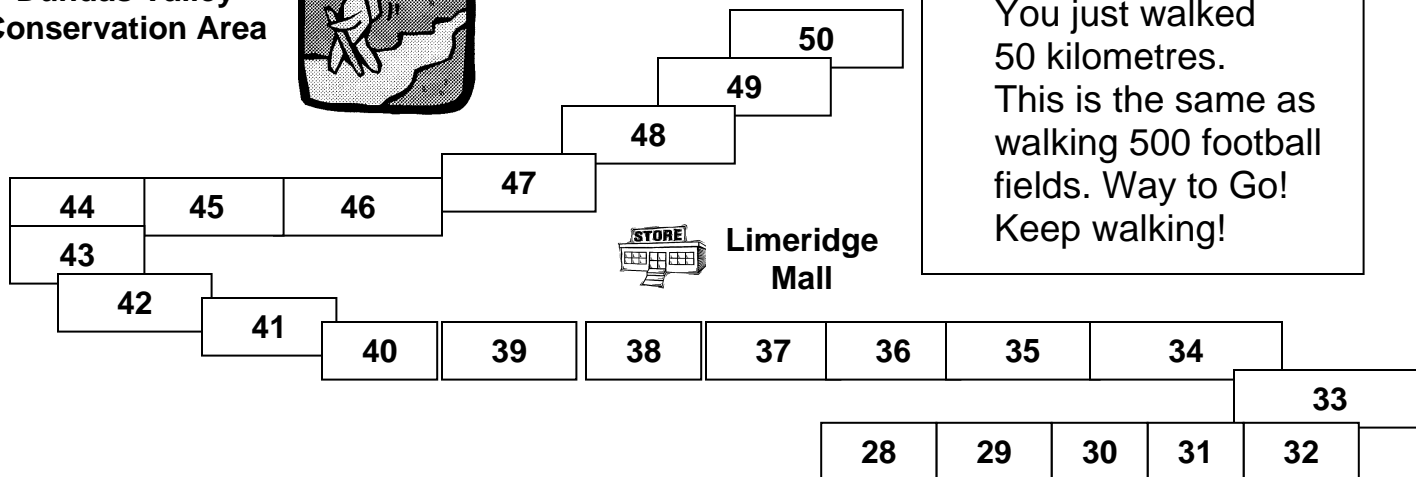 Dundas Valley
Conservation Area
You just walked
50 kilometres.
This is the same as
walking 500 football
fields. Way to Go!
Keep walking!
50
49
48
47
44 45 46
43
42
41
STORE
Limeridge
Mall
40 39 38 37 36 35 34
33
28 29 30 31 32